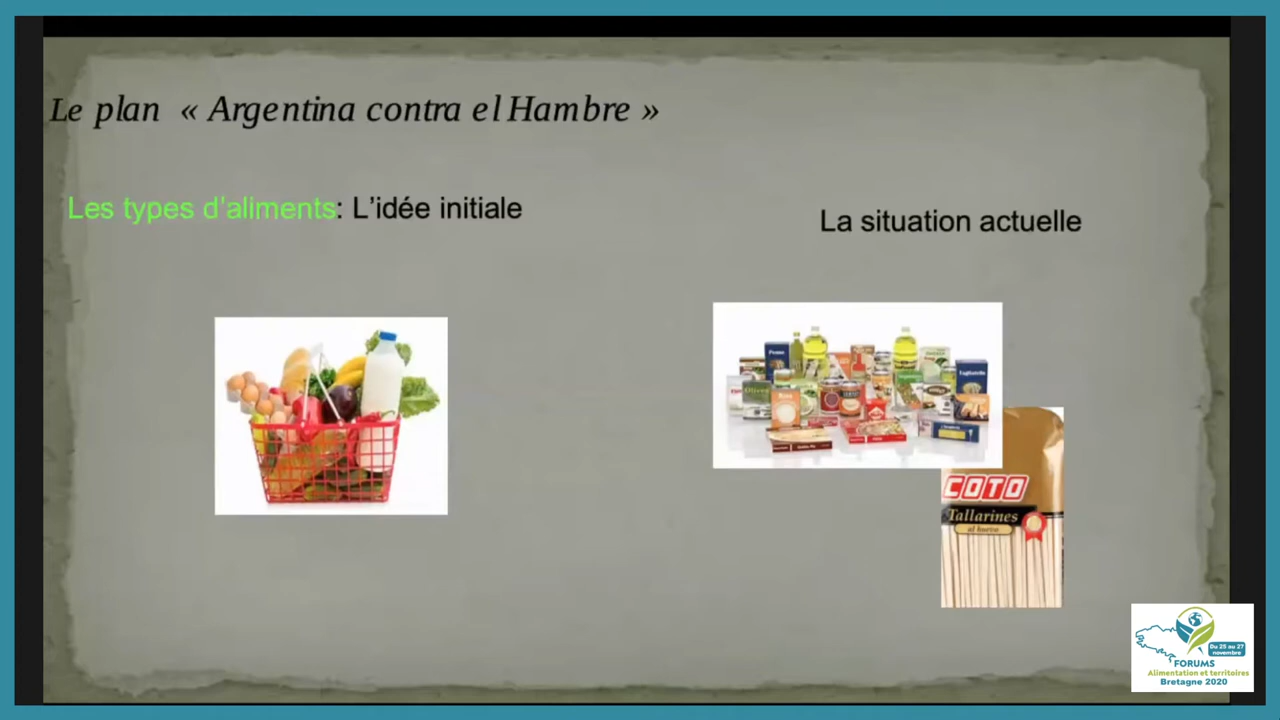 Le plan « Argentina contra el Hambre »
Les types d'aliments: L'idée initiale
La situation actuelle
COTO
Tallarines
al huevo
Du 25 au 27
novembre
FORUMS
Alimentation et territoires
Bretagne 2020